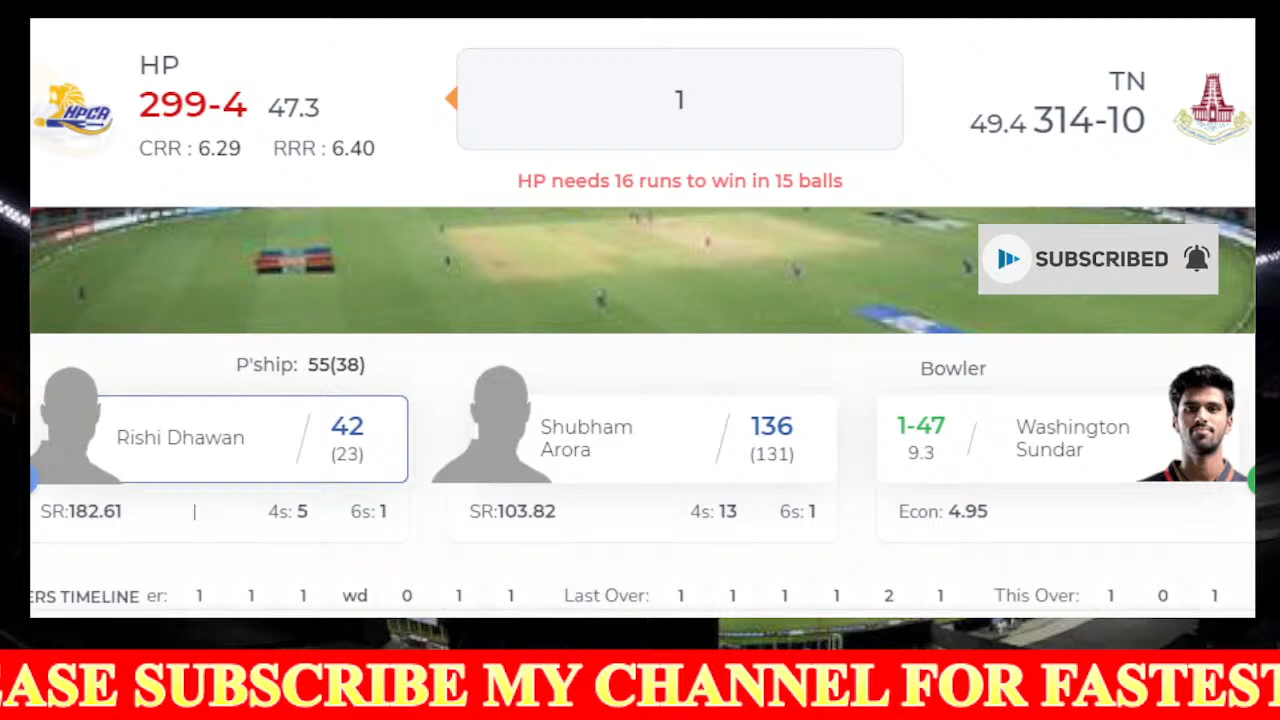 HP
299-4 47.3
CRR : 6.29 RRR : 6.40
HPCA
1
HP needs 16 runs to win in 15 balls
TN
49.4 314-10
SUBSCRIBED
P'ship: 55(38)
Rishi Dhawan 42
(23)
SR:182.61 | 4s: 5 6s: 1
Shubham
Arora
136
(131)
SR:103.82 4s: 13 6s: 1
Bowler
1-47
9.3
Washington
Sundar
Econ: 4.95
ERS TIMELINE er: 1 1 1 wd 0 1 1 Last Over: 1 1 1 1 2 1 This Over: 1 0 1
EASE SUBSCRIBE MY CHANNEL FOR FASTEST